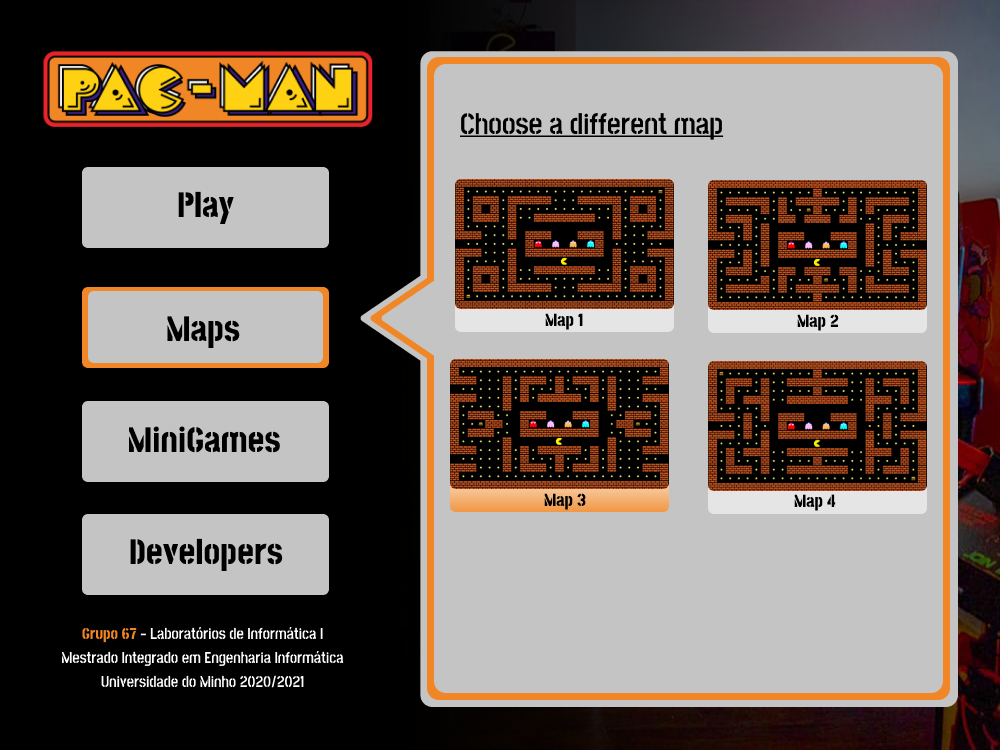 PAC-MAN
Play
Maps
MiniGames
Developers
Grupo 67 - Laboratórios de Informática I
Mestrado Integrado em Engenharia Informática
Universidade do Minho 2020/2021
Choose a different map
Map 1
Map 2
Map 3
Map 4